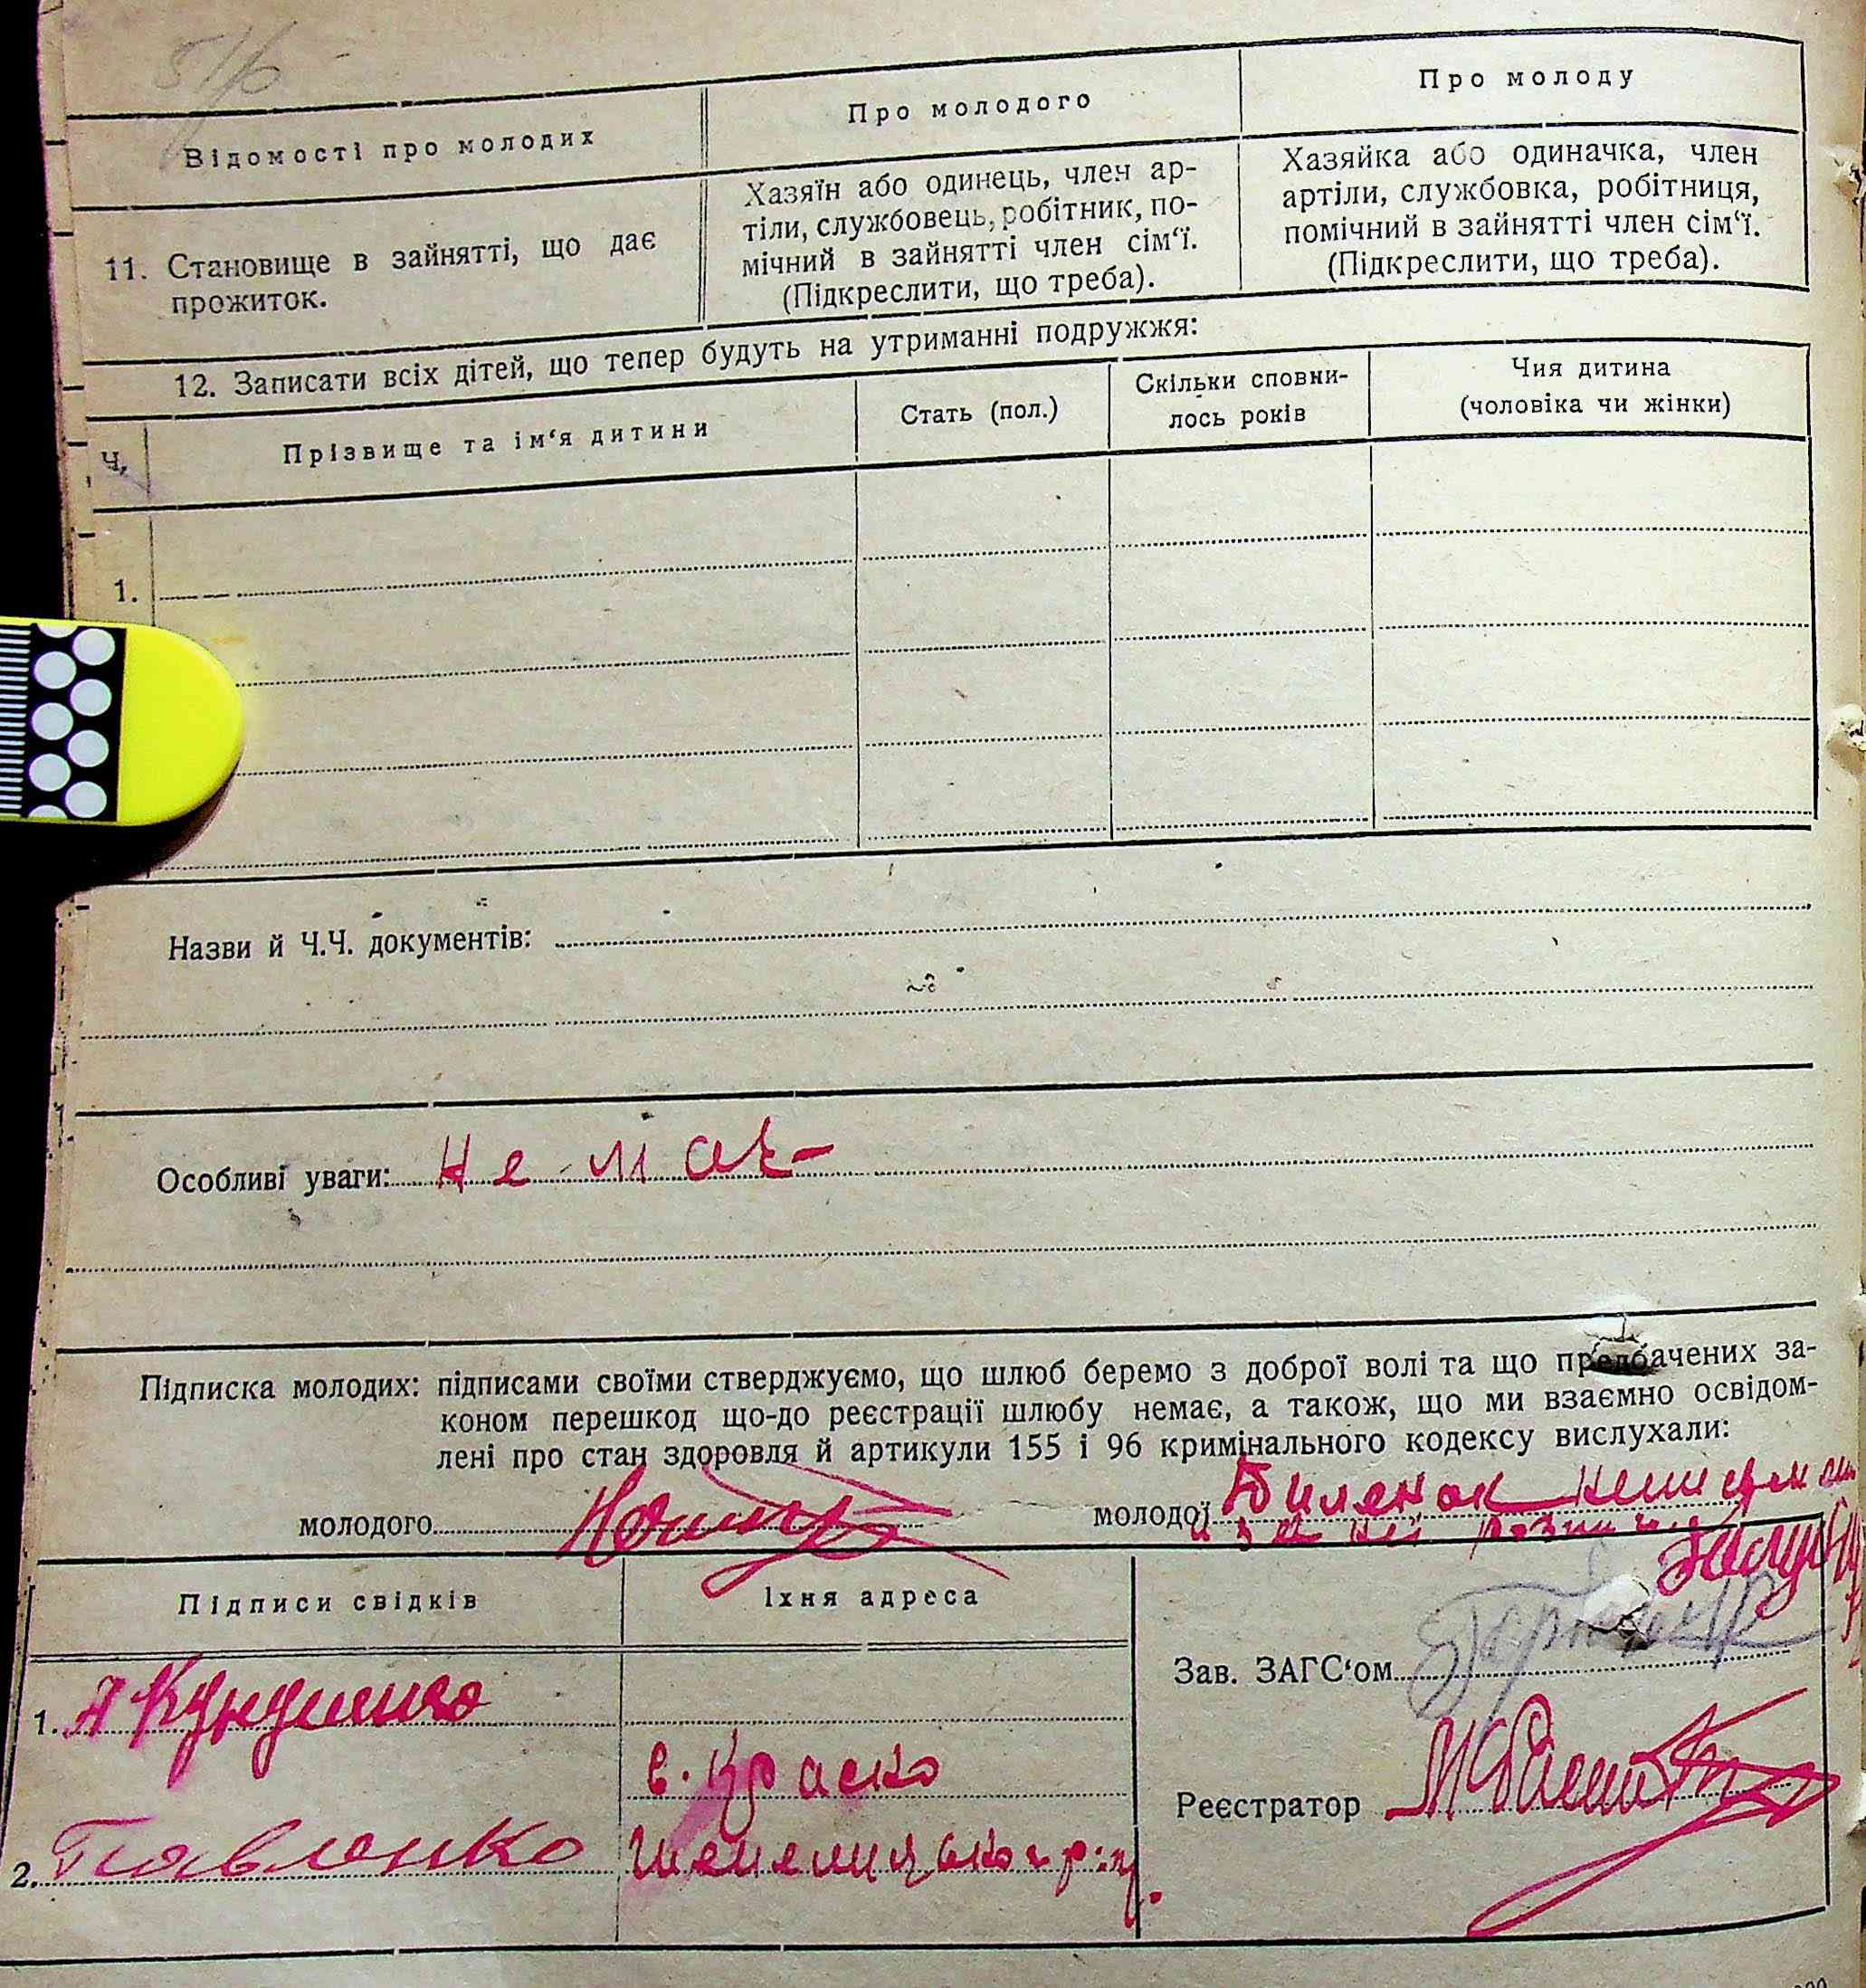 Відомості про молодих
Про молодого
Про молоду
11. Становище в зайнятті, що дає
прожиток.
Хазяїн або одинець, член ар-
тіли, службовець, робітник, по-
мічний в зайнятті член сім‘ї.
(Підкреслити, що треба).
Хазяйка або одиначка, член
артіли, службовка, робітниця,
помічний в зайнятті член сім‘ї.
(Підкреслити, що треба).
12. Записати всіх дітей, що тепер будуть на утриманні подружжя:
Ч.
Прізвище та ім‘я дитини
Стать (пол.)
Скільки сповни-
лось років
Чия дитина
(чоловіка чи жінки)
1.
Назви й Ч.Ч. документів:
Особливі уваги: Не має
Підписка молодих: підписами своїми стверджуємо, що шлюб беремо з доброї волі та що предбачених за-
коном перешкод що-до реєстрації шлюбу немає, а також, що ми взаємно освідом-
лені про стан здоровля й артикули 155 і 96 кримінального кодексу вислухали:
молодого
молодої
Підписи свідків
Їхня адреса
Зав. ЗАГС‘ом
1.
с. Краско
Реєстратор
2. Павленко